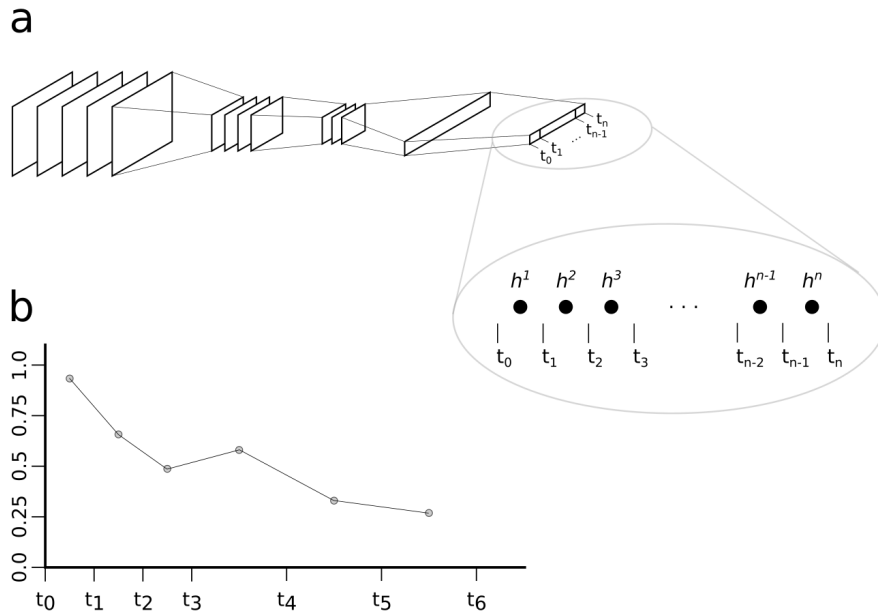 a
t₀ t₁ ... tₙ₋₁ tₙ
h¹ h² h³ . . . hⁿ⁻¹ hⁿ
t₀ t₁ t₂ t₃ tₙ₋₂ tₙ₋₁ tₙ
b
1.0
0.75
0.5
0.25
0.0
t₀ t₁ t₂ t₃ t₄ t₅ t₆